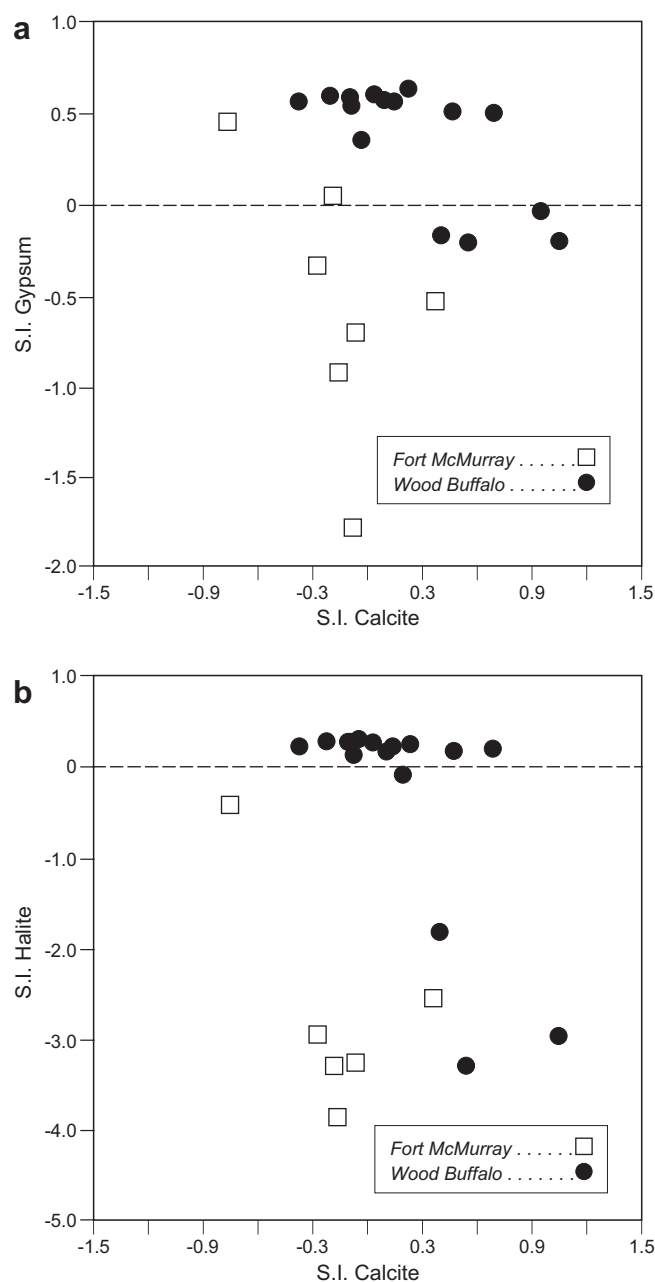 a
1.0
0.5
0
-0.5
-1.0
-1.5
-2.0
S.I. Gypsum
Fort McMurray . . . . . .
Wood Buffalo . . . . . . .
-1.5 -0.9 -0.3 0.3 0.9 1.5
S.I. Calcite
b
1.0
0
-1.0
-2.0
-3.0
-4.0
-5.0
S.I. Halite
Fort McMurray . . . . . .
Wood Buffalo . . . . . . .
-1.5 -0.9 -0.3 0.3 0.9 1.5
S.I. Calcite